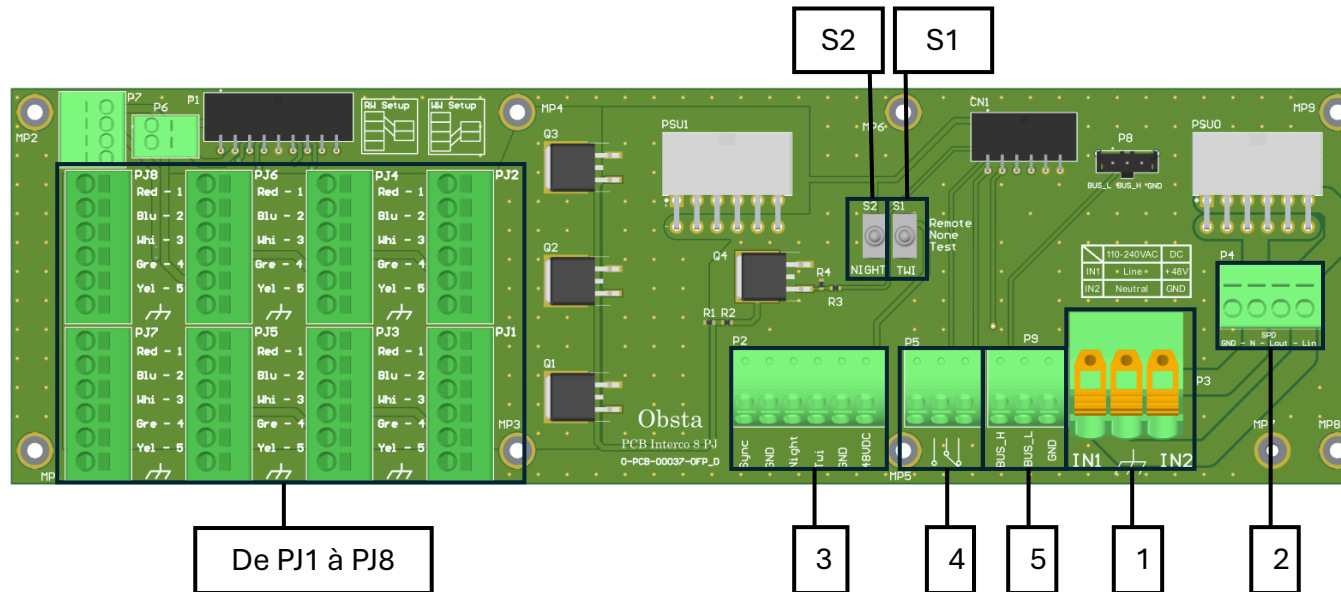 S2
S1
P7
P6
P1
RW Setup
WW Setup
MP2
MP4
MP6
MP9
Q3
PSU1
CN1
P8
BUS_L BUS_H GND
PSU0
PJ8
Red - 1
Blu - 2
Whi - 3
Gre - 4
Yel - 5
PJ6
Red - 1
Blu - 2
Whi - 3
Gre - 4
Yel - 5
PJ4
Red - 1
Blu - 2
Whi - 3
Gre - 4
Yel - 5
PJ2
S2
NIGHT
S1
TWI
Remote
None
Test
Q2
Q4
R4
R3
R1 R2
110-240VAC DC
IN1 Line +48V
IN2 Neutral GND
P4
SPD
GND - N - Lout - Lin
PJ7
Red - 1
Blu - 2
Whi - 3
Gre - 4
Yel - 5
PJ5
Red - 1
Blu - 2
Whi - 3
Gre - 4
Yel - 5
PJ3
Red - 1
Blu - 2
Whi - 3
Gre - 4
Yel - 5
PJ1
Q1
Obsta
PCB Interco 8 PJ
O-PCB-00037-OFP_D
P2
Sync
GND
Night
Twi
GND
48VDC
P5
P9
BUS_H
BUS_L
GND
P3
IN1
IN2
MP
MP3
MP5
MP7
MP8
De PJ1 à PJ8
3
4
5
1
2